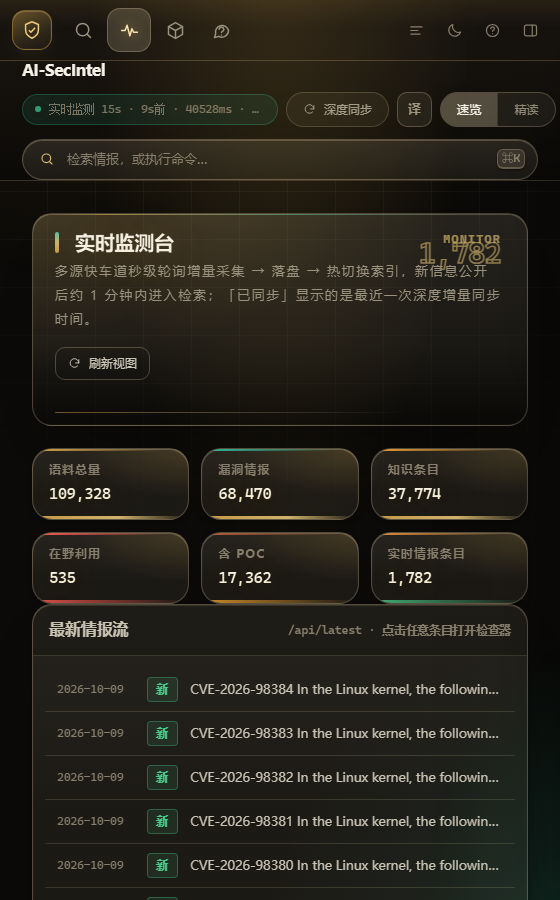 AI-SecIntel
实时监测 15s · 9s前 · 40528ms · …
深度同步
译
速览
精读
检索情报，或执行命令...
⌘K
实时监测台
MONITOR
1,782
多源快车道秒级轮询增量采集 → 落盘 → 热切换索引，新信息公开
后约 1 分钟内进入检索；「已同步」显示的是最近一次深度增量同步
时间。
刷新视图
语料总量
109,328
漏洞情报
68,470
知识条目
37,774
在野利用
535
含 POC
17,362
实时情报条目
1,782
最新情报流
/api/latest · 点击任意条目打开检查器
2026-10-09 新 CVE-2026-98384 In the Linux kernel, the followin...
2026-10-09 新 CVE-2026-98383 In the Linux kernel, the followin...
2026-10-09 新 CVE-2026-98382 In the Linux kernel, the followin...
2026-10-09 新 CVE-2026-98381 In the Linux kernel, the followin...
2026-10-09 新 CVE-2026-98380 In the Linux kernel, the followin...